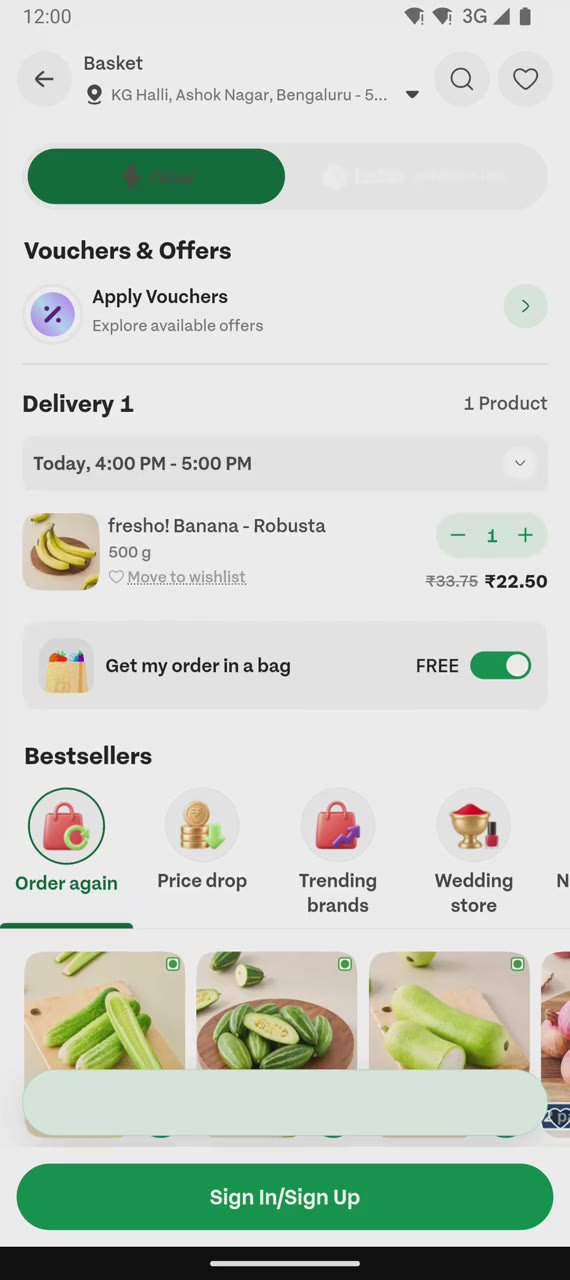 12:00
3G
Basket
KG Halli, Ashok Nagar, Bengaluru - 5...
Vouchers & Offers
Apply Vouchers
Explore available offers
Delivery 1
1 Product
Today, 4:00 PM - 5:00 PM
fresho! Banana - Robusta
500 g
Move to wishlist
1
₹33.75 ₹22.50
Get my order in a bag
FREE
Bestsellers
Order again
Price drop
Trending
brands
Wedding
store
N
Sign In/Sign Up